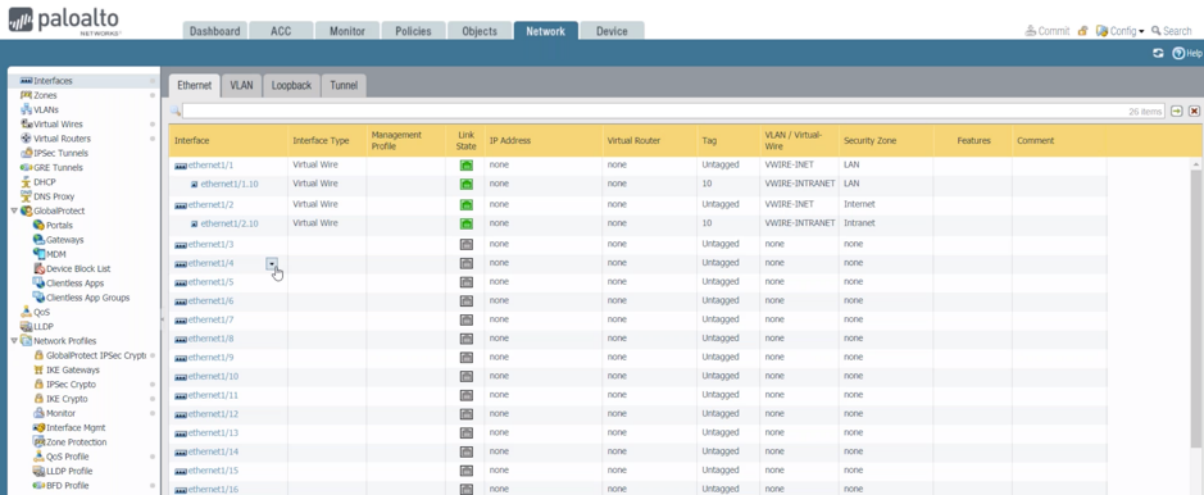 paloalto
NETWORKS
Dashboard ACC Monitor Policies Objects Network Device
Commit Config Search
Help
Interfaces
Zones
VLANs
Virtual Wires
Virtual Routers
IPSec Tunnels
GRE Tunnels
DHCP
DNS Proxy
GlobalProtect
Portals
Gateways
MDM
Device Block List
Clientless Apps
Clientless App Groups
QoS
LLDP
Network Profiles
GlobalProtect IPSec Crypto
IKE Gateways
IPSec Crypto
IKE Crypto
Monitor
Interface Mgmt
Zone Protection
QoS Profile
LLDP Profile
BFD Profile
Ethernet VLAN Loopback Tunnel
26 items
Interface Interface Type Management Profile Link State IP Address Virtual Router Tag VLAN / Virtual-Wire Security Zone Features Comment
ethernet1/1 Virtual Wire none none Untagged VWIRE-INET LAN
ethernet1/1.10 Virtual Wire none none 10 VWIRE-INTRANET LAN
ethernet1/2 Virtual Wire none none Untagged VWIRE-INET Internet
ethernet1/2.10 Virtual Wire none none 10 VWIRE-INTRANET Intranet
ethernet1/3 none none Untagged none none
ethernet1/4 none none Untagged none none
ethernet1/5 none none Untagged none none
ethernet1/6 none none Untagged none none
ethernet1/7 none none Untagged none none
ethernet1/8 none none Untagged none none
ethernet1/9 none none Untagged none none
ethernet1/10 none none Untagged none none
ethernet1/11 none none Untagged none none
ethernet1/12 none none Untagged none none
ethernet1/13 none none Untagged none none
ethernet1/14 none none Untagged none none
ethernet1/15 none none Untagged none none
ethernet1/16 none none Untagged none none